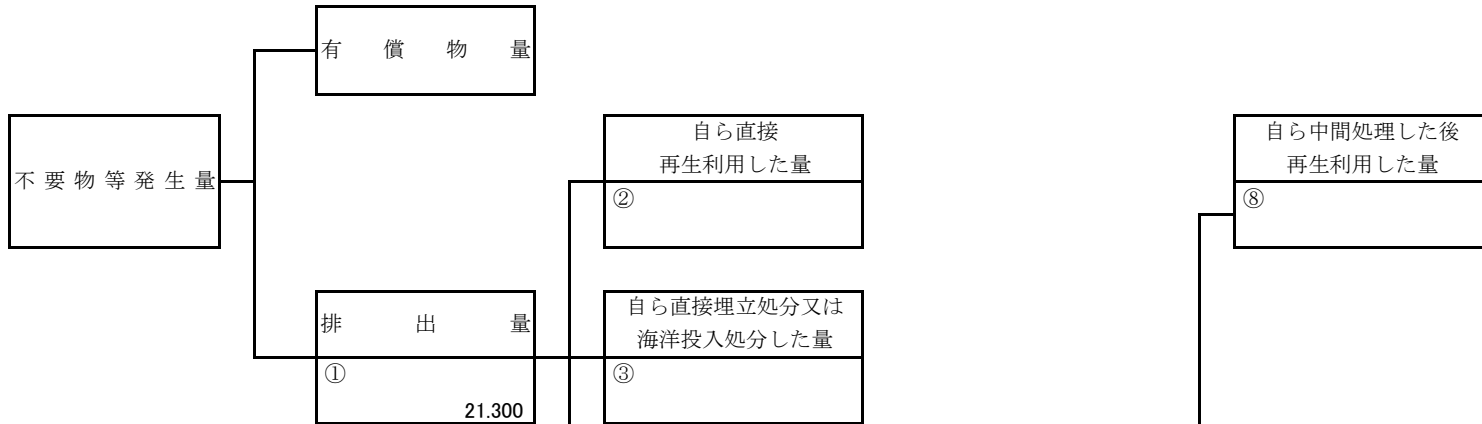 有償物量
不要物等発生量
自ら直接
再生利用した量
②
自ら中間処理した後
再生利用した量
⑧
排出量
①
21.300
自ら直接埋立処分又は
海洋投入処分した量
③